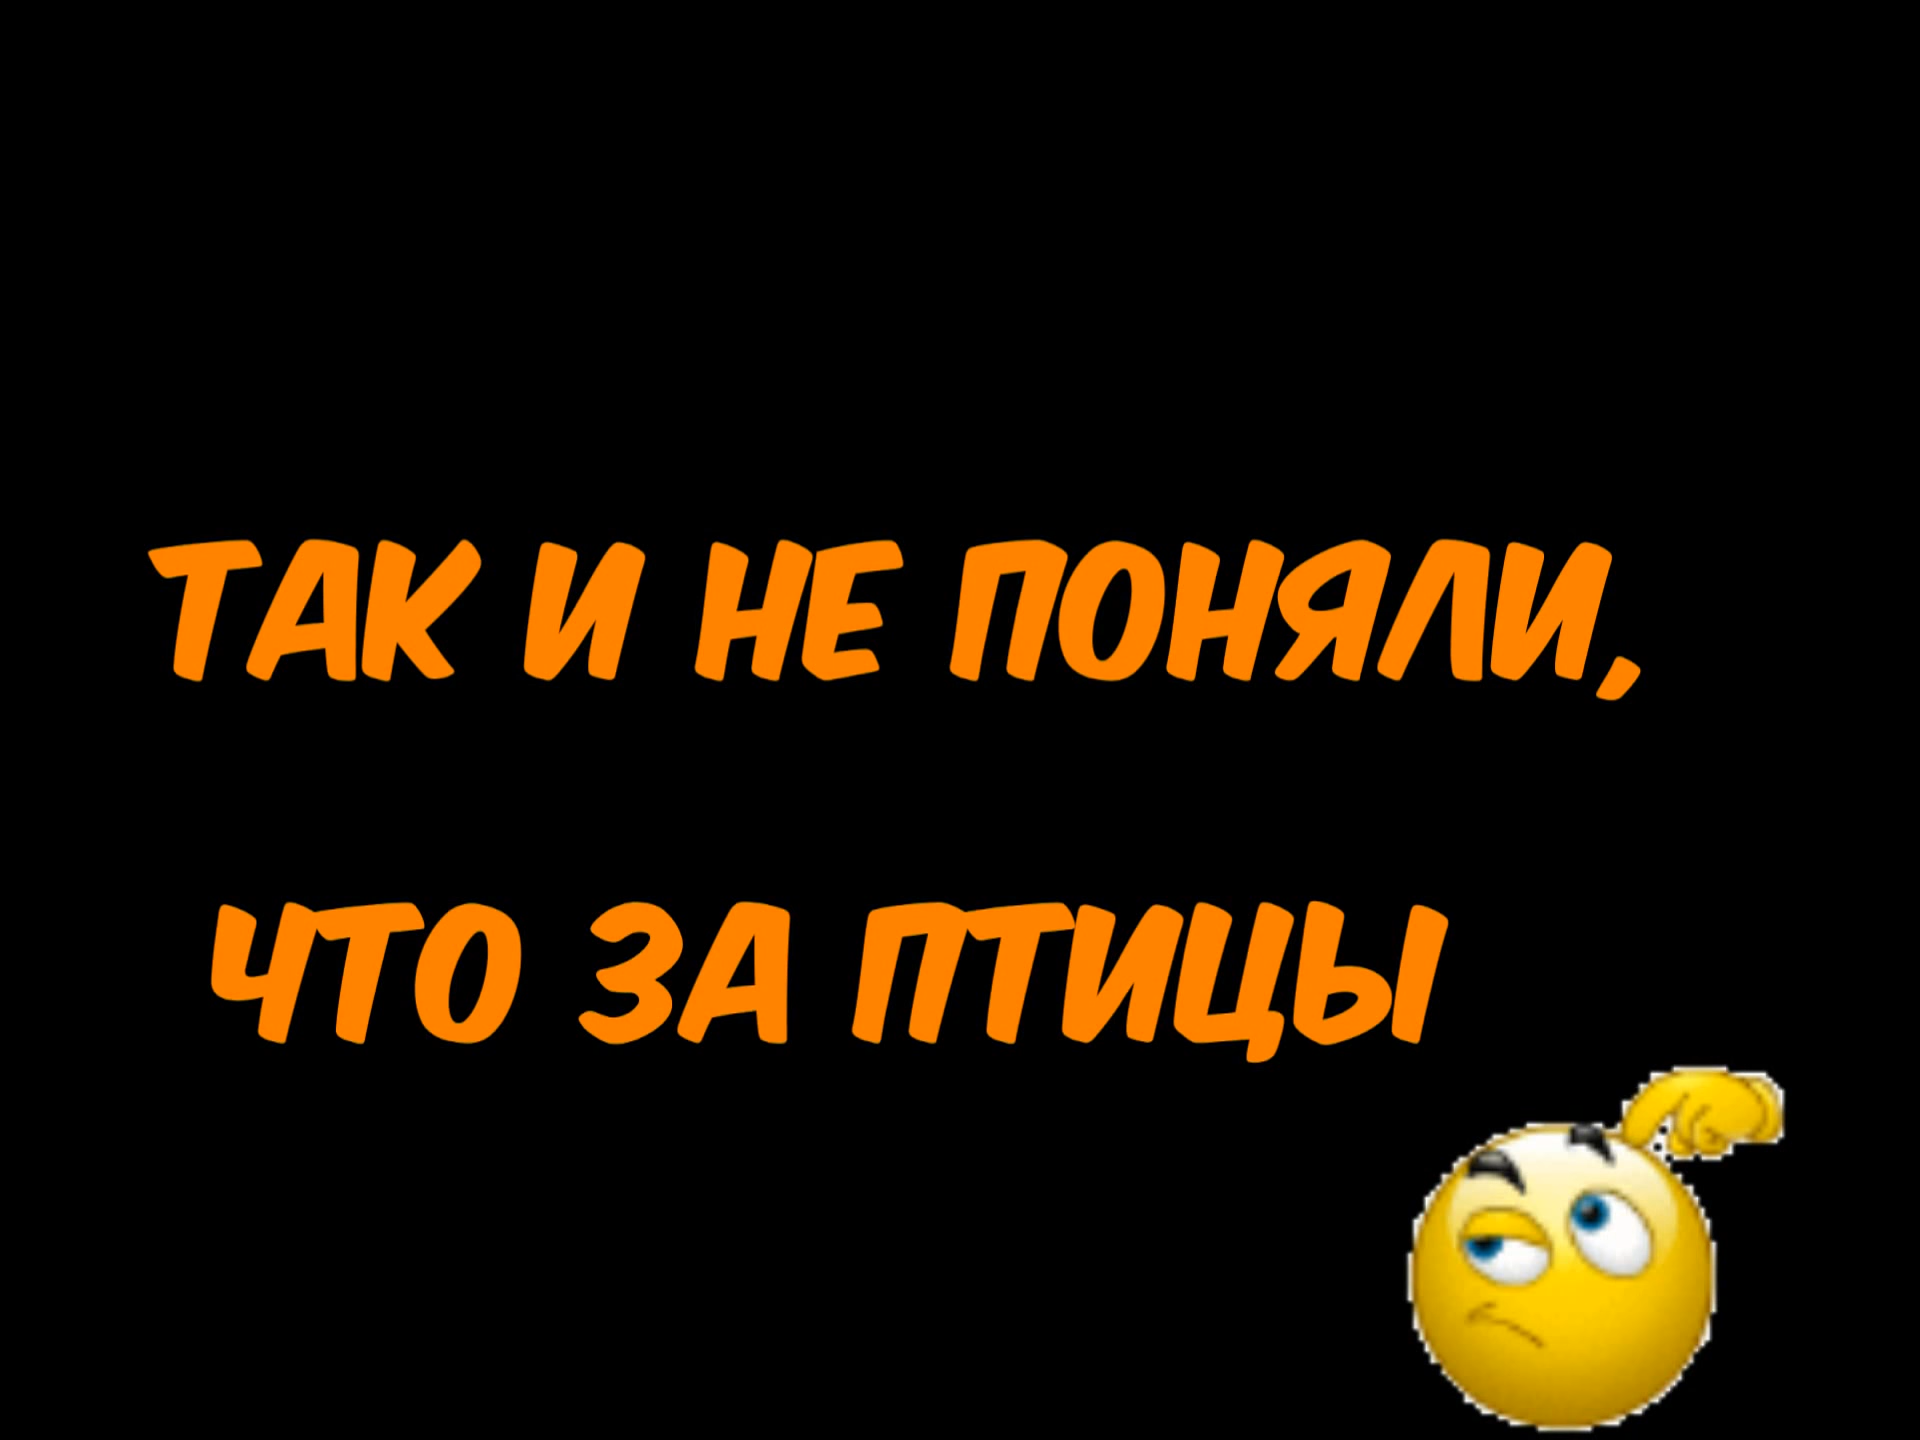 ТАК И НЕ ПОНЯЛИ,
ЧТО ЗА ПТИЦЫ